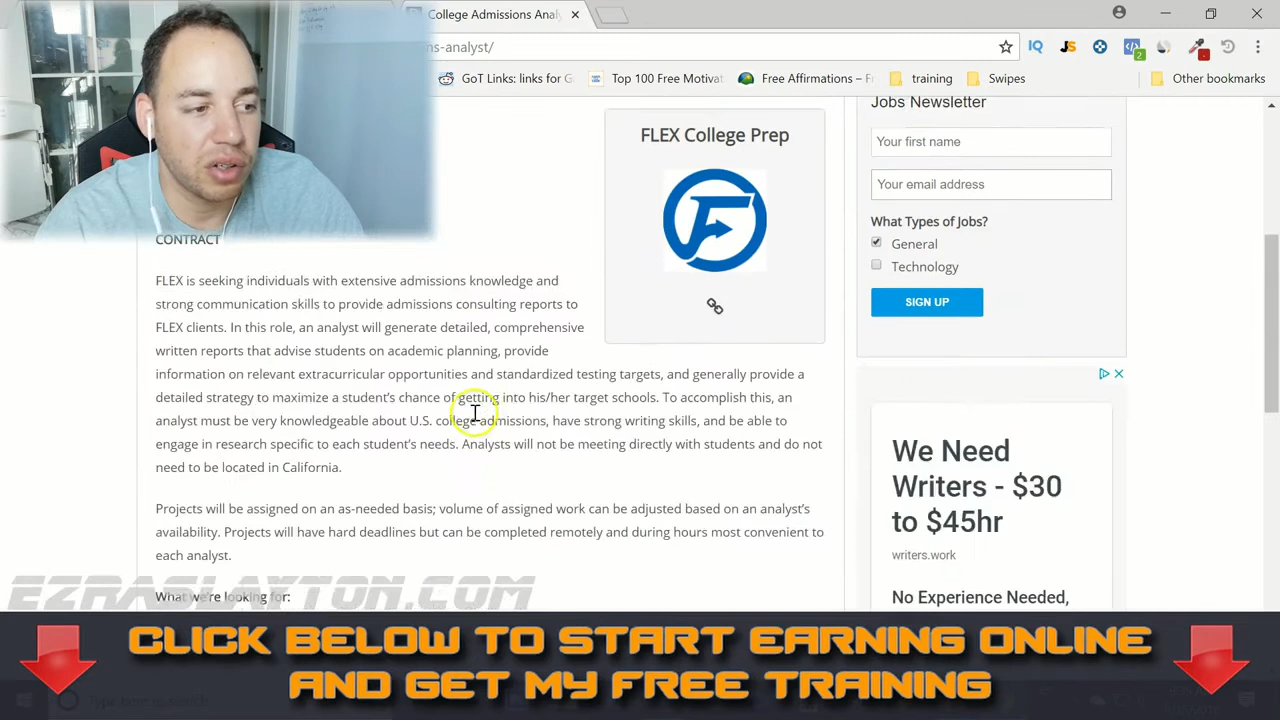 College Admissions Anal
ns-analyst/
IQ
JS
2
GoT Links: links for G
Top 100 Free Motivat
Free Affirmations – F
training
Swipes
Other bookmarks
FLEX College Prep
CONTRACT
FLEX is seeking individuals with extensive admissions knowledge and
strong communication skills to provide admissions consulting reports to
FLEX clients. In this role, an analyst will generate detailed, comprehensive
written reports that advise students on academic planning, provide
information on relevant extracurricular opportunities and standardized testing targets, and generally provide a
detailed strategy to maximize a student's chance of getting into his/her target schools. To accomplish this, an
analyst must be very knowledgeable about U.S. college admissions, have strong writing skills, and be able to
engage in research specific to each student's needs. Analysts will not be meeting directly with students and do not
need to be located in California.
Projects will be assigned on an as-needed basis; volume of assigned work can be adjusted based on an analyst's
availability. Projects will have hard deadlines but can be completed remotely and during hours most convenient to
each analyst.
What we're looking for:
Jobs Newsletter
Your first name
Your email address
What Types of Jobs?
General
Technology
SIGN UP
We Need
Writers - $30
to $45hr
writers.work
No Experience Needed,
EZRASLAYTON.COM
CLICK BELOW TO START EARNING ONLINE
AND GET MY FREE TRAINING
Type here to search